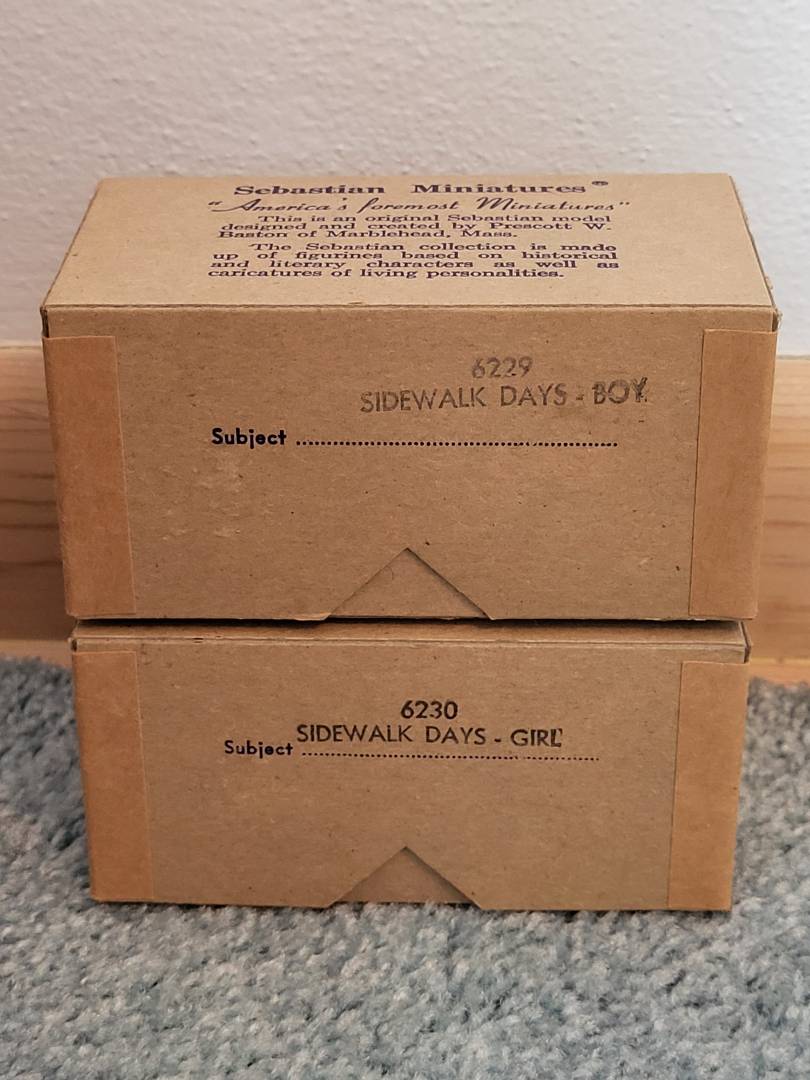 Sebastian Miniatures®
"America's foremost Miniatures"
This is an original Sebastian model
designed and created by Prescott W.
Baston of Marblehead, Mass.
The Sebastian collection is made
up of figurines based on historical
and literary characters as well as
caricatures of living personalities.
6229
SIDEWALK DAYS - BOY
Subject ................................................
6230
SIDEWALK DAYS - GIRL
Subject ................................................